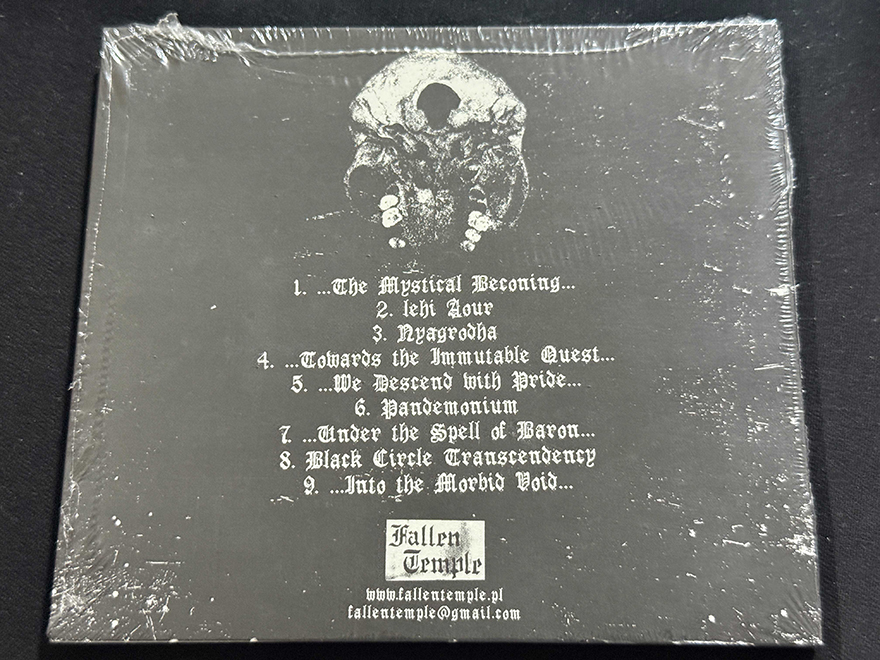 1. ...The Mystical Becoming...
2. Iehi Aour
3. Nyagrodha
4. ...Towards the Immutable Quest...
5. ...We Descend with Pride...
6. Pandemonium
7. ...Under the Spell of Baron...
8. Black Circle Transcendency
9. ...Into the Morbid Void...
Fallen
Temple
www.fallentemple.pl
fallentemple@gmail.com